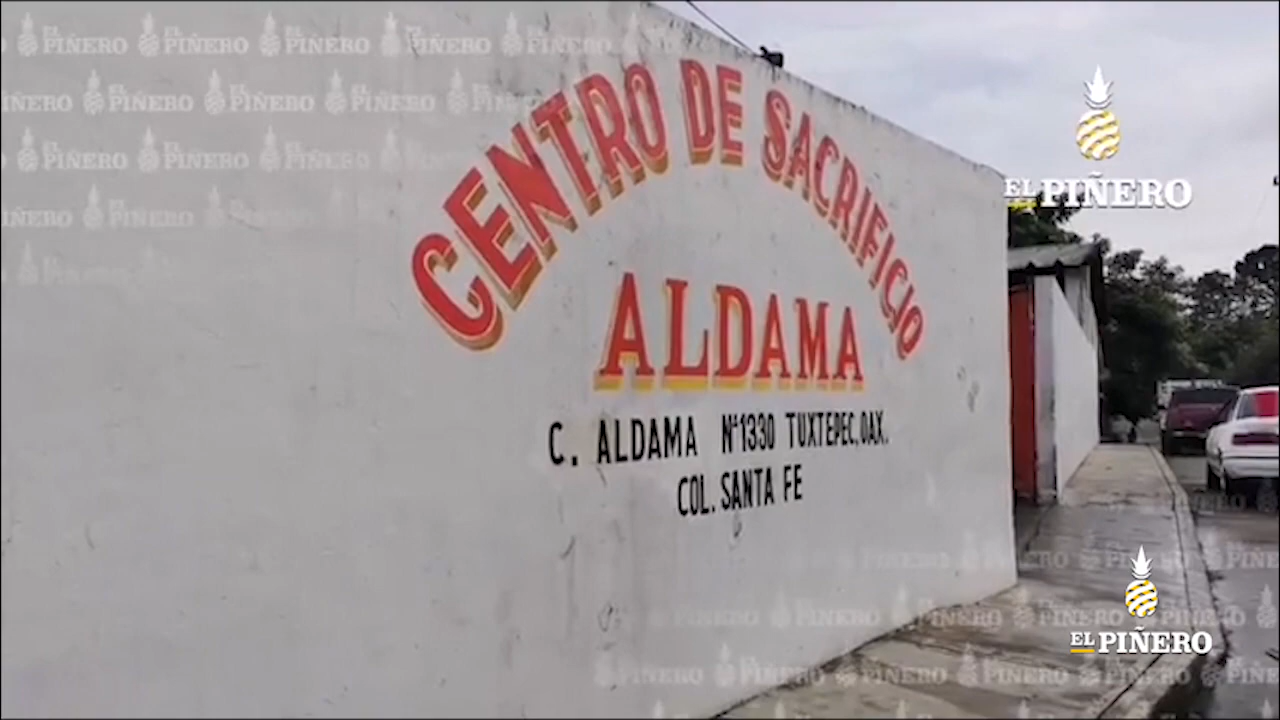 CENTRO DE SACRIFICIO
ALDAMA
C. ALDAMA Nº1330 TUXTEPEC, OAX.
COL. SANTA FE
EL PIÑERO
EL PIÑERO